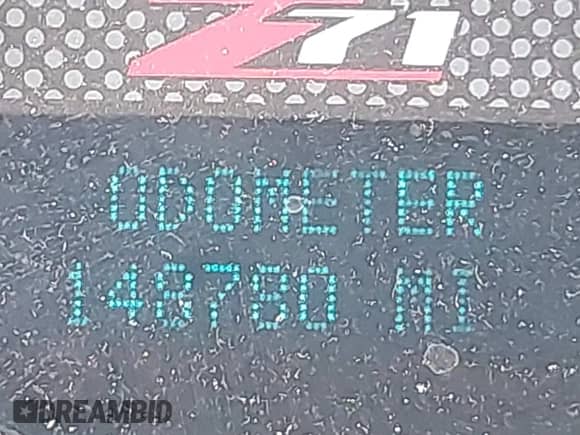 Z71
ODOMETER
148780 MI
DREAMBID